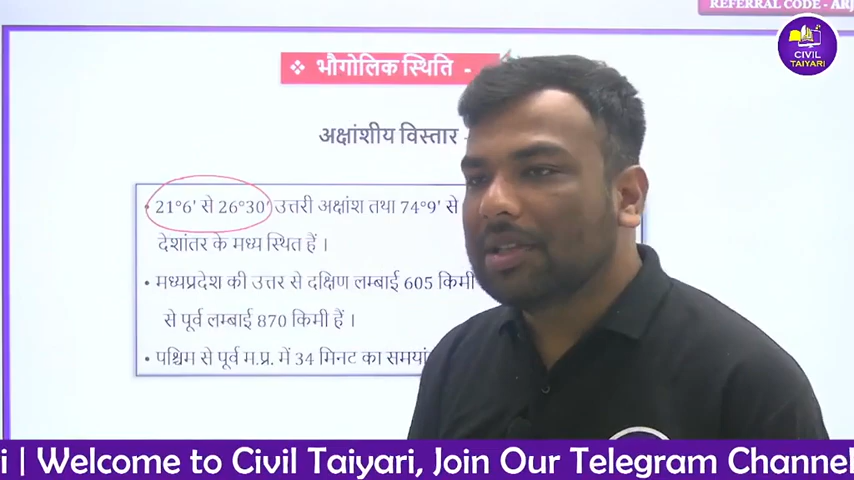 REFERRAL CODE - ARJ
CIVIL
TAIYARI
❖ भौगोलिक स्थिति -
अक्षांशीय विस्तार -
• 21°6' से 26°30' उत्तरी अक्षांश तथा 74°9' से
देशांतर के मध्य स्थित हैं ।
• मध्यप्रदेश की उत्तर से दक्षिण लम्बाई 605 किमी
से पूर्व लम्बाई 870 किमी हैं ।
• पश्चिम से पूर्व म.प्र. में 34 मिनट का
i | Welcome to Civil Taiyari, Join Our Telegram Channel